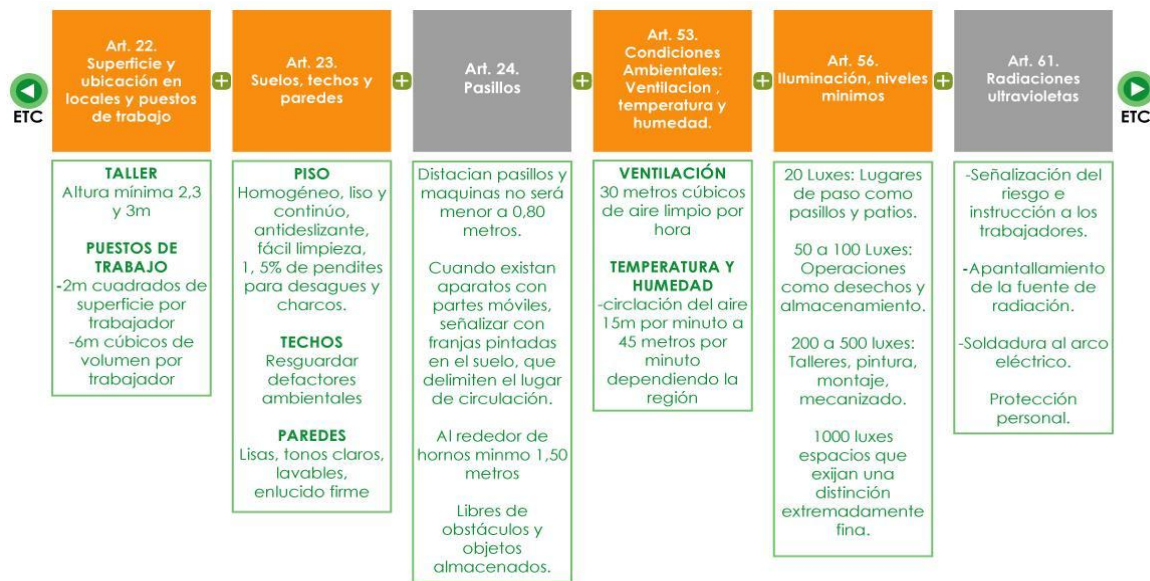 ETC
Art. 22.
Superficie y
ubicación en
locales y puestos
de trabajo
+
Art. 23.
Suelos, techos y
paredes
+
Art. 24.
Pasillos
+
Art. 53.
Condiciones
Ambientales:
Ventilacion ,
temperatura y
humedad.
+
Art. 56.
Iluminación, niveles
minimos
+
Art. 61.
Radiaciones
ultravioletas
ETC
TALLER
Altura mínima 2,3
y 3m
PUESTOS DE
TRABAJO
-2m cuadrados de
superficie por
trabajador
-6m cúbicos de
volumen por
trabajador
PISO
Homogéneo, liso y
continúo,
antideslizante,
fácil limpieza,
1, 5% de pendites
para desagues y
charcos.
TECHOS
Resguardar
defactores
ambientales
PAREDES
Lisas, tonos claros,
lavables,
enlucido firme
Distacian pasillos y
maquinas no será
menor a 0,80
metros.
Cuando existan
aparatos con
partes móviles,
señalizar con
franjas pintadas
en el suelo, que
delimiten el lugar
de circulación.
Al rededor de
hornos minmo 1,50
metros
Libres de
obstáculos y
objetos
almacenados.
VENTILACIÓN
30 metros cúbicos
de aire limpio por
hora
TEMPERATURA Y
HUMEDAD
-circlación del aire
15m por minuto a
45 metros por
minuto
dependiendo la
región
20 Luxes: Lugares
de paso como
pasillos y patios.
50 a 100 Luxes:
Operaciones
como desechos y
almacenamiento.
200 a 500 luxes:
Talleres, pintura,
montaje,
mecanizado.
1000 luxes
espacios que
exijan una
distinción
extremadamente
fina.
-Señalización del
riesgo e
instrucción a los
trabajadores.
-Apantallamiento
de la fuente de
radiación.
-Soldadura al arco
eléctrico.
Protección
personal.